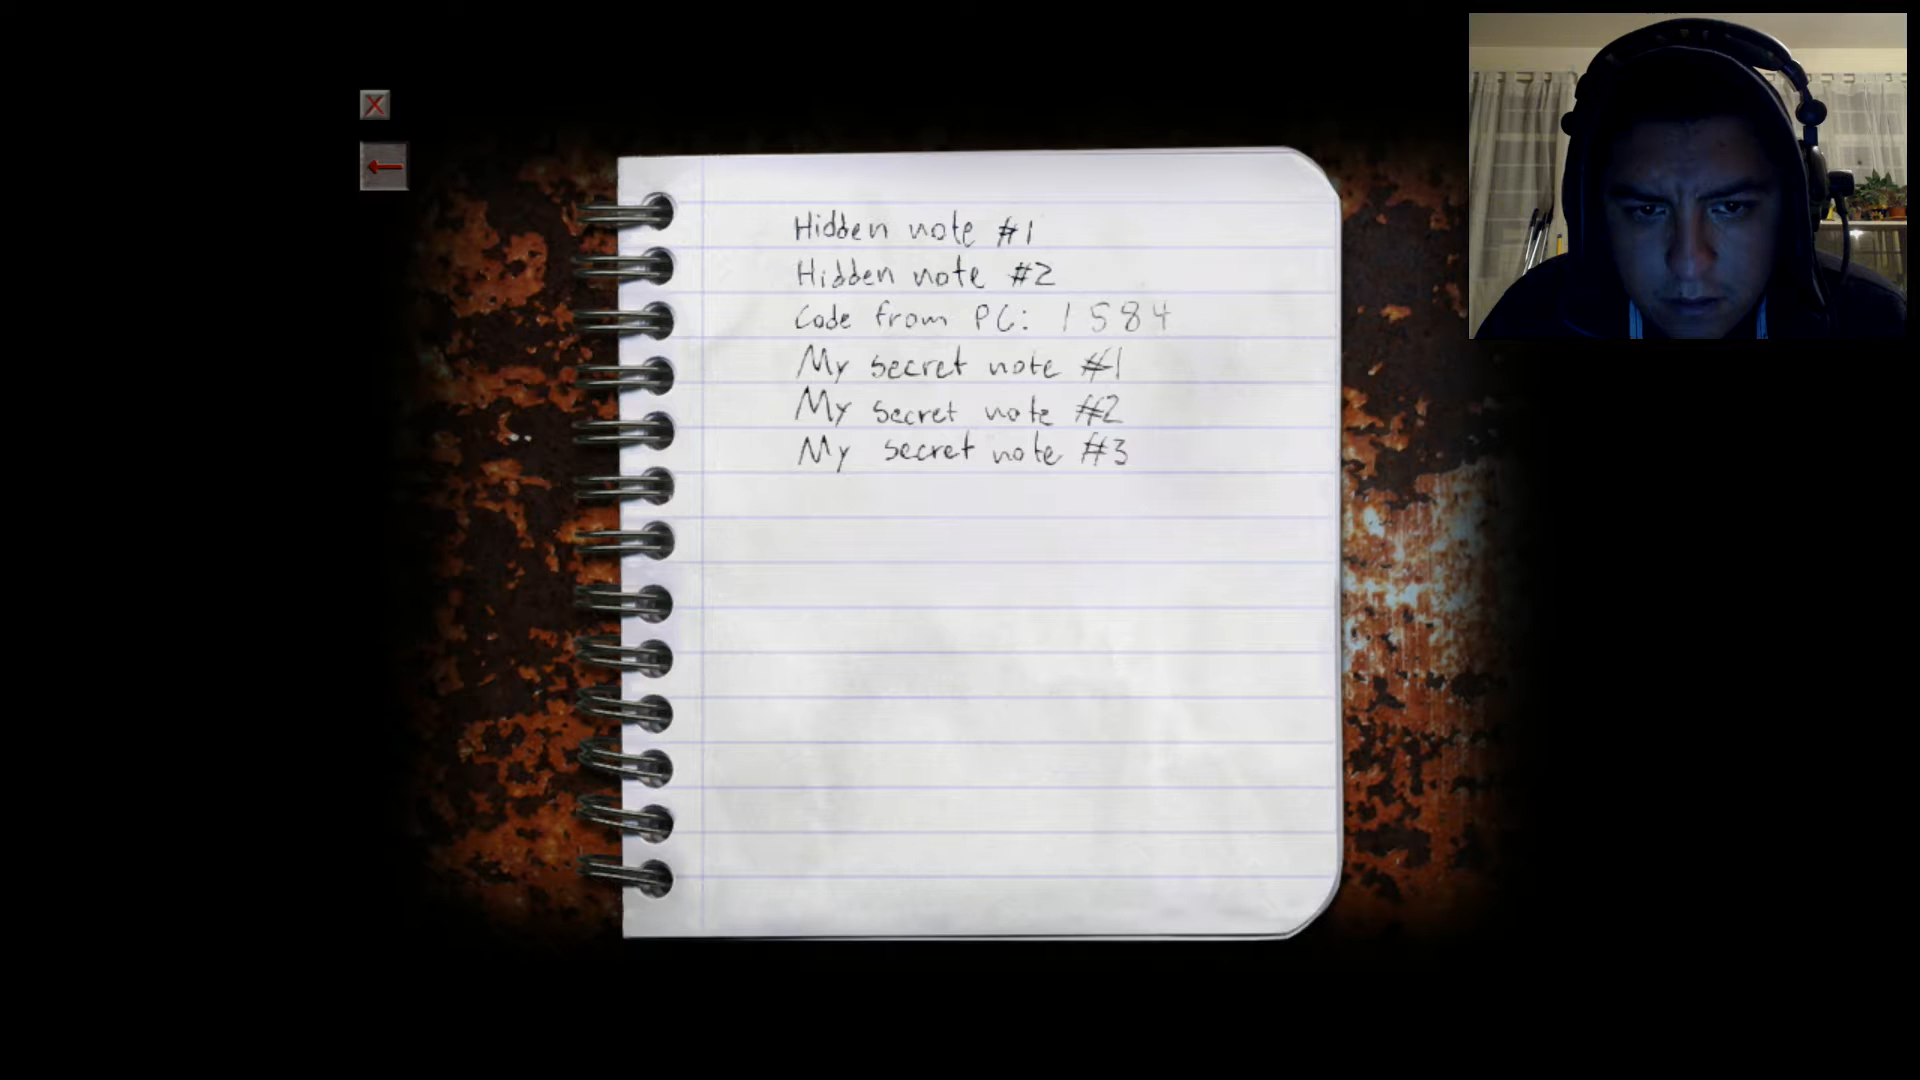 Hidden note #1
Hidden note #2
Code from PC: 1584
My secret note #1
My secret note #2
My secret note #3